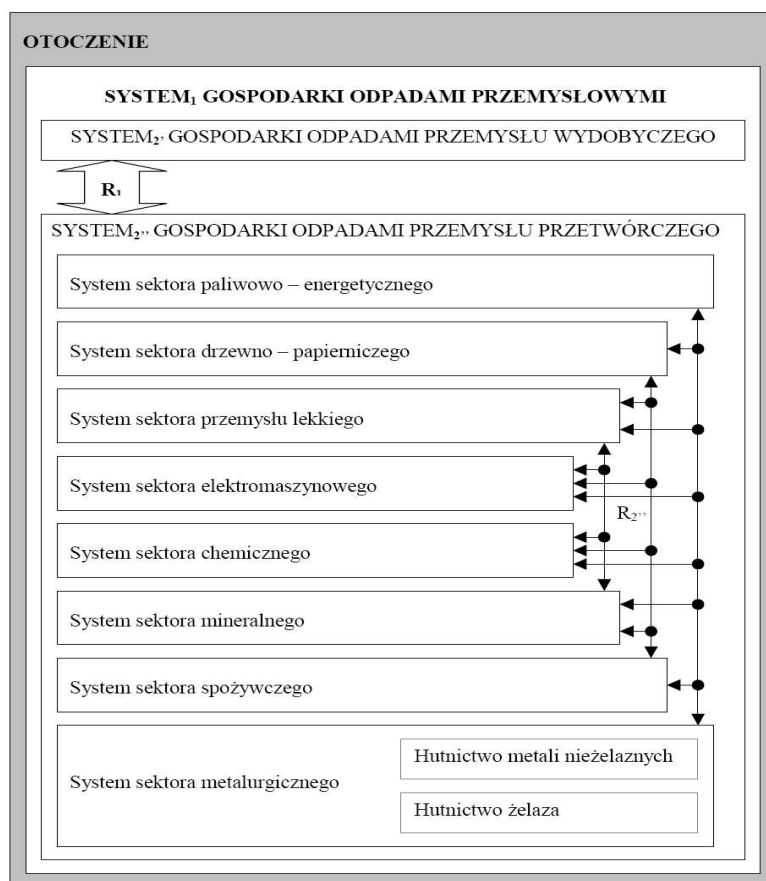 OTOCZENIE
SYSTEM₁ GOSPODARKI ODPADAMI PRZEMYSŁOWYMI
SYSTEM₂, GOSPODARKI ODPADAMI PRZEMYSŁU WYDOBYCZEGO
R₁
SYSTEM₂,, GOSPODARKI ODPADAMI PRZEMYSŁU PRZETWÓRCZEGO
System sektora paliwowo – energetycznego
System sektora drzewno – papierniczego
System sektora przemysłu lekkiego
System sektora elektromaszynowego
R₂,,
System sektora chemicznego
System sektora mineralnego
System sektora spożywczego
Hutnictwo metali nieżelaznych
System sektora metalurgicznego
Hutnictwo żelaza